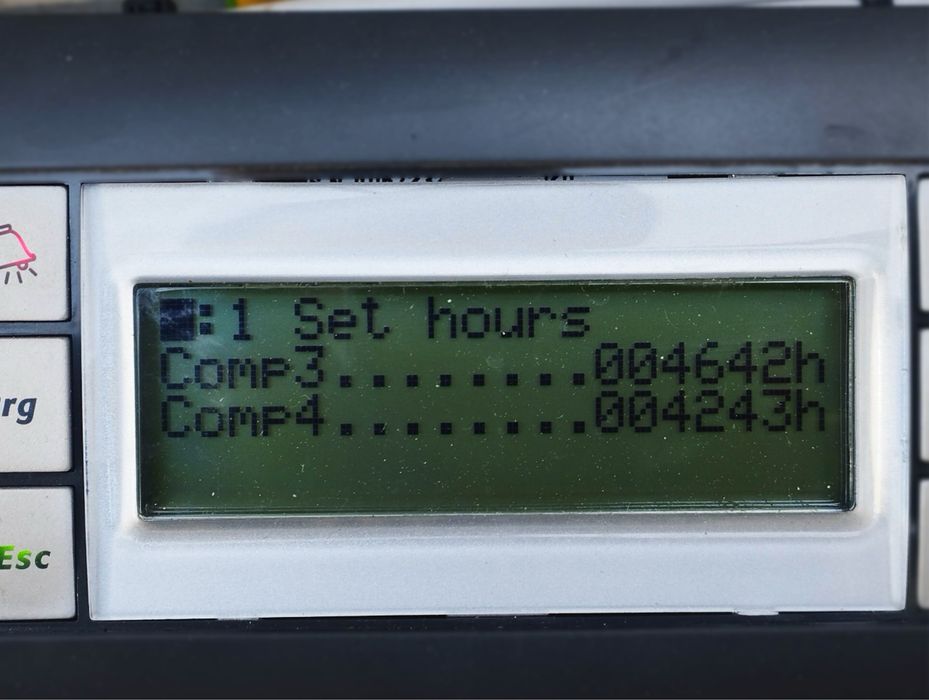 █:1 Set hours
Comp3........004642h
Comp4........004243h
rg
Esc